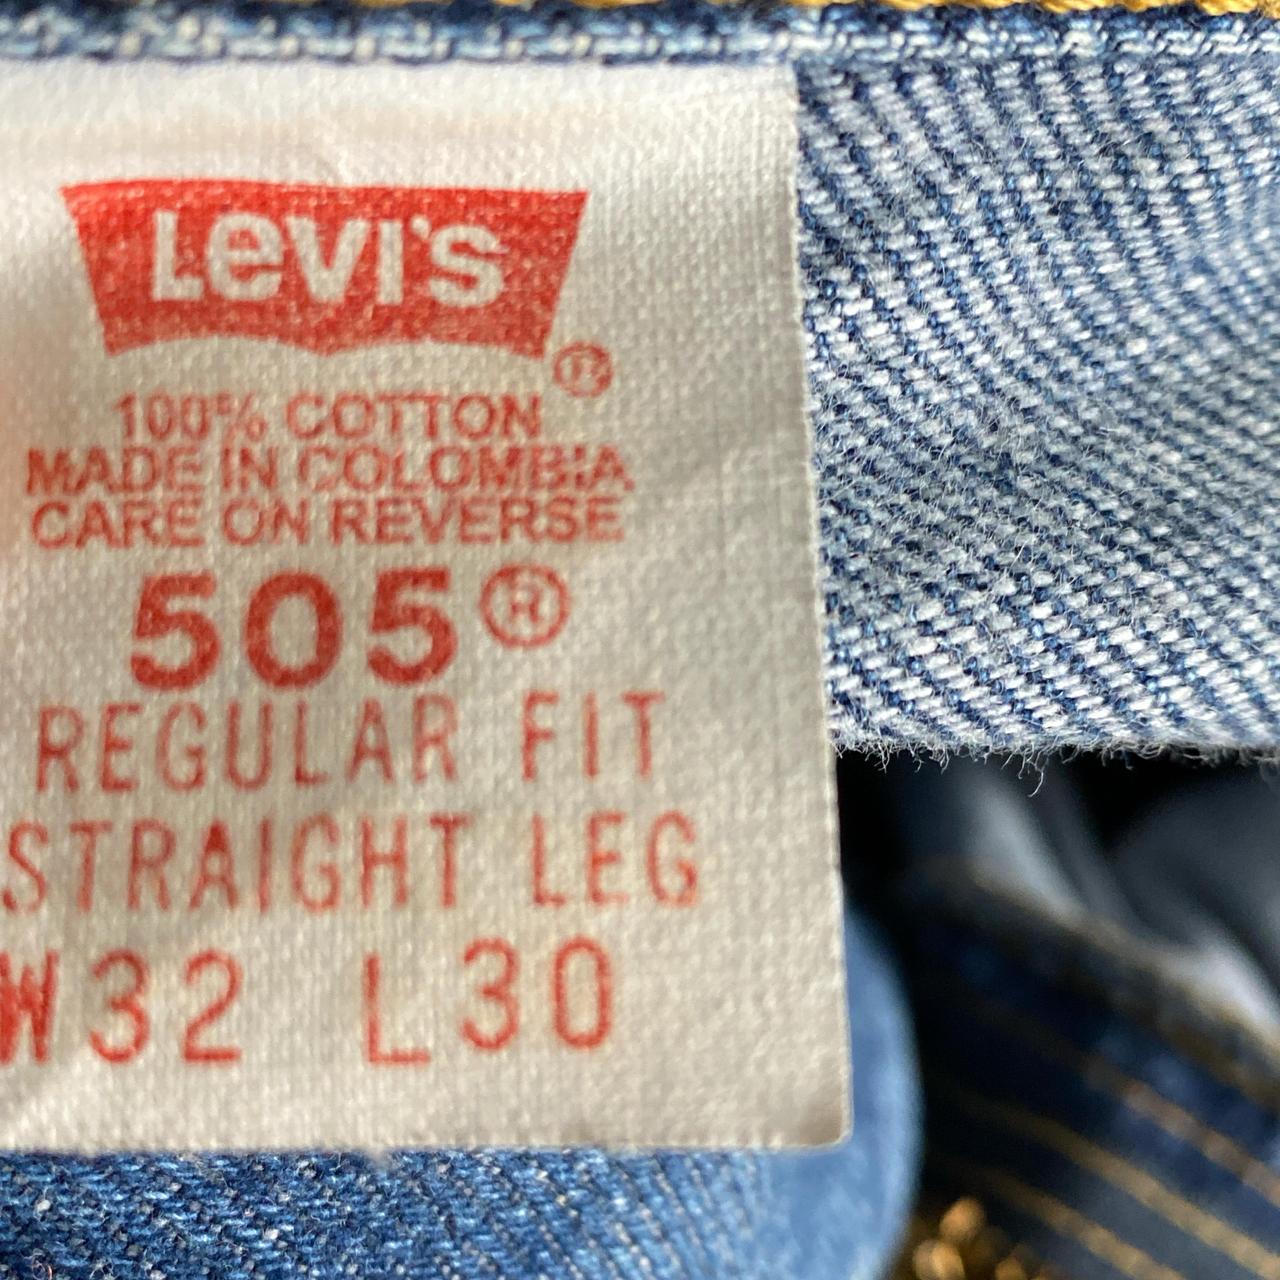 Levi's ®
100% COTTON
MADE IN COLOMBIA
CARE ON REVERSE
505®
REGULAR FIT
STRAIGHT LEG
W32 L30